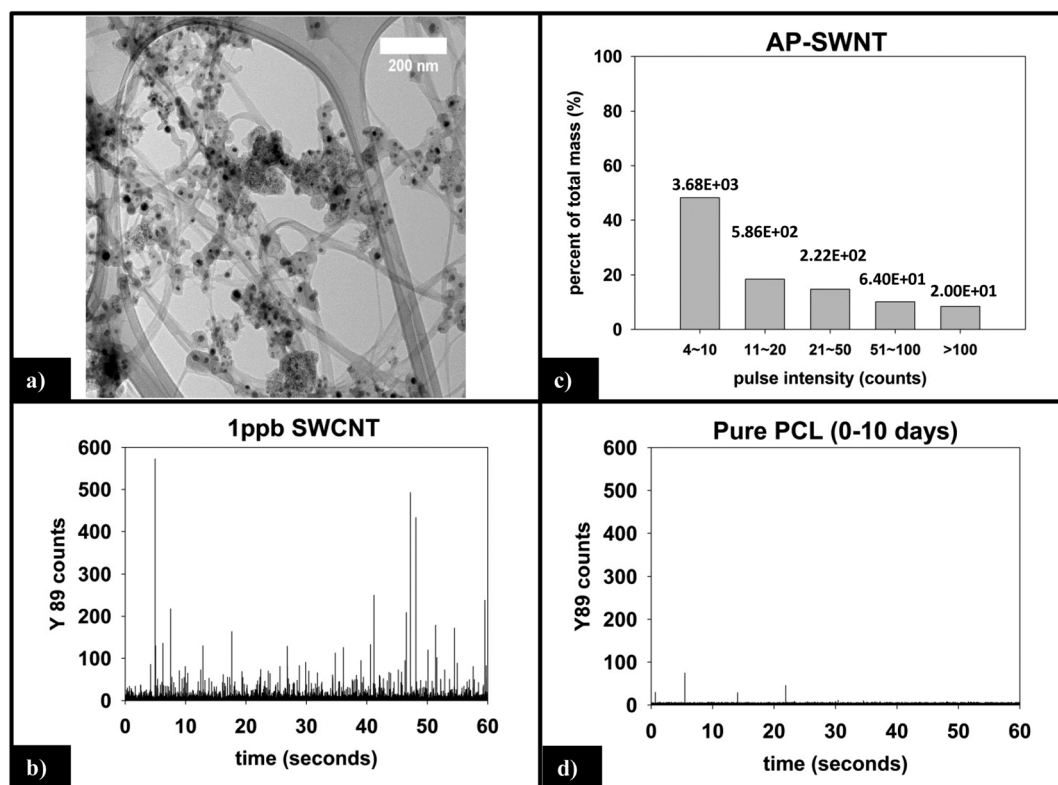 200 nm
a)
AP-SWNT
percent of total mass (%)
100
80
60
40
20
0
3.68E+03
5.86E+02
2.22E+02
6.40E+01
2.00E+01
4~10 11~20 21~50 51~100 >100
pulse intensity (counts)
c)
1ppb SWCNT
Y 89 counts
600
500
400
300
200
100
0
0 10 20 30 40 50 60
time (seconds)
b)
Pure PCL (0-10 days)
Y89 counts
600
500
400
300
200
100
0
0 10 20 30 40 50 60
time (seconds)
d)